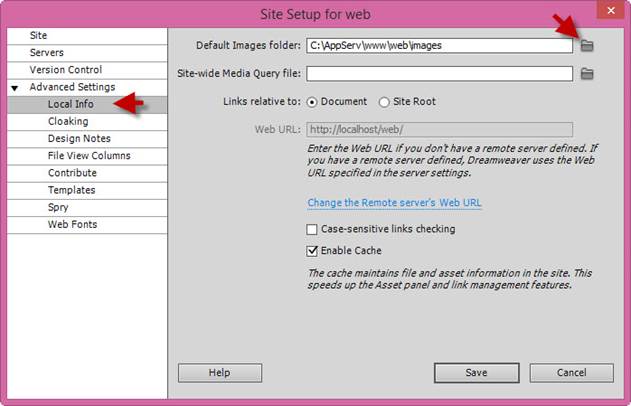 Site Setup for web
Site
Servers
Version Control
Advanced Settings
Local Info
Cloaking
Design Notes
File View Columns
Contribute
Templates
Spry
Web Fonts
Default Images folder: C:\AppServ\www\web\images
Site-wide Media Query file:
Links relative to: Document Site Root
Web URL: http://localhost/web/
Enter the Web URL if you don't have a remote server defined. If
you have a remote server defined, Dreamweaver uses the Web
URL specified in the server settings.
Change the Remote server's Web URL
Case-sensitive links checking
Enable Cache
The cache maintains file and asset information in the site. This
speeds up the Asset panel and link management features.
Help Save Cancel